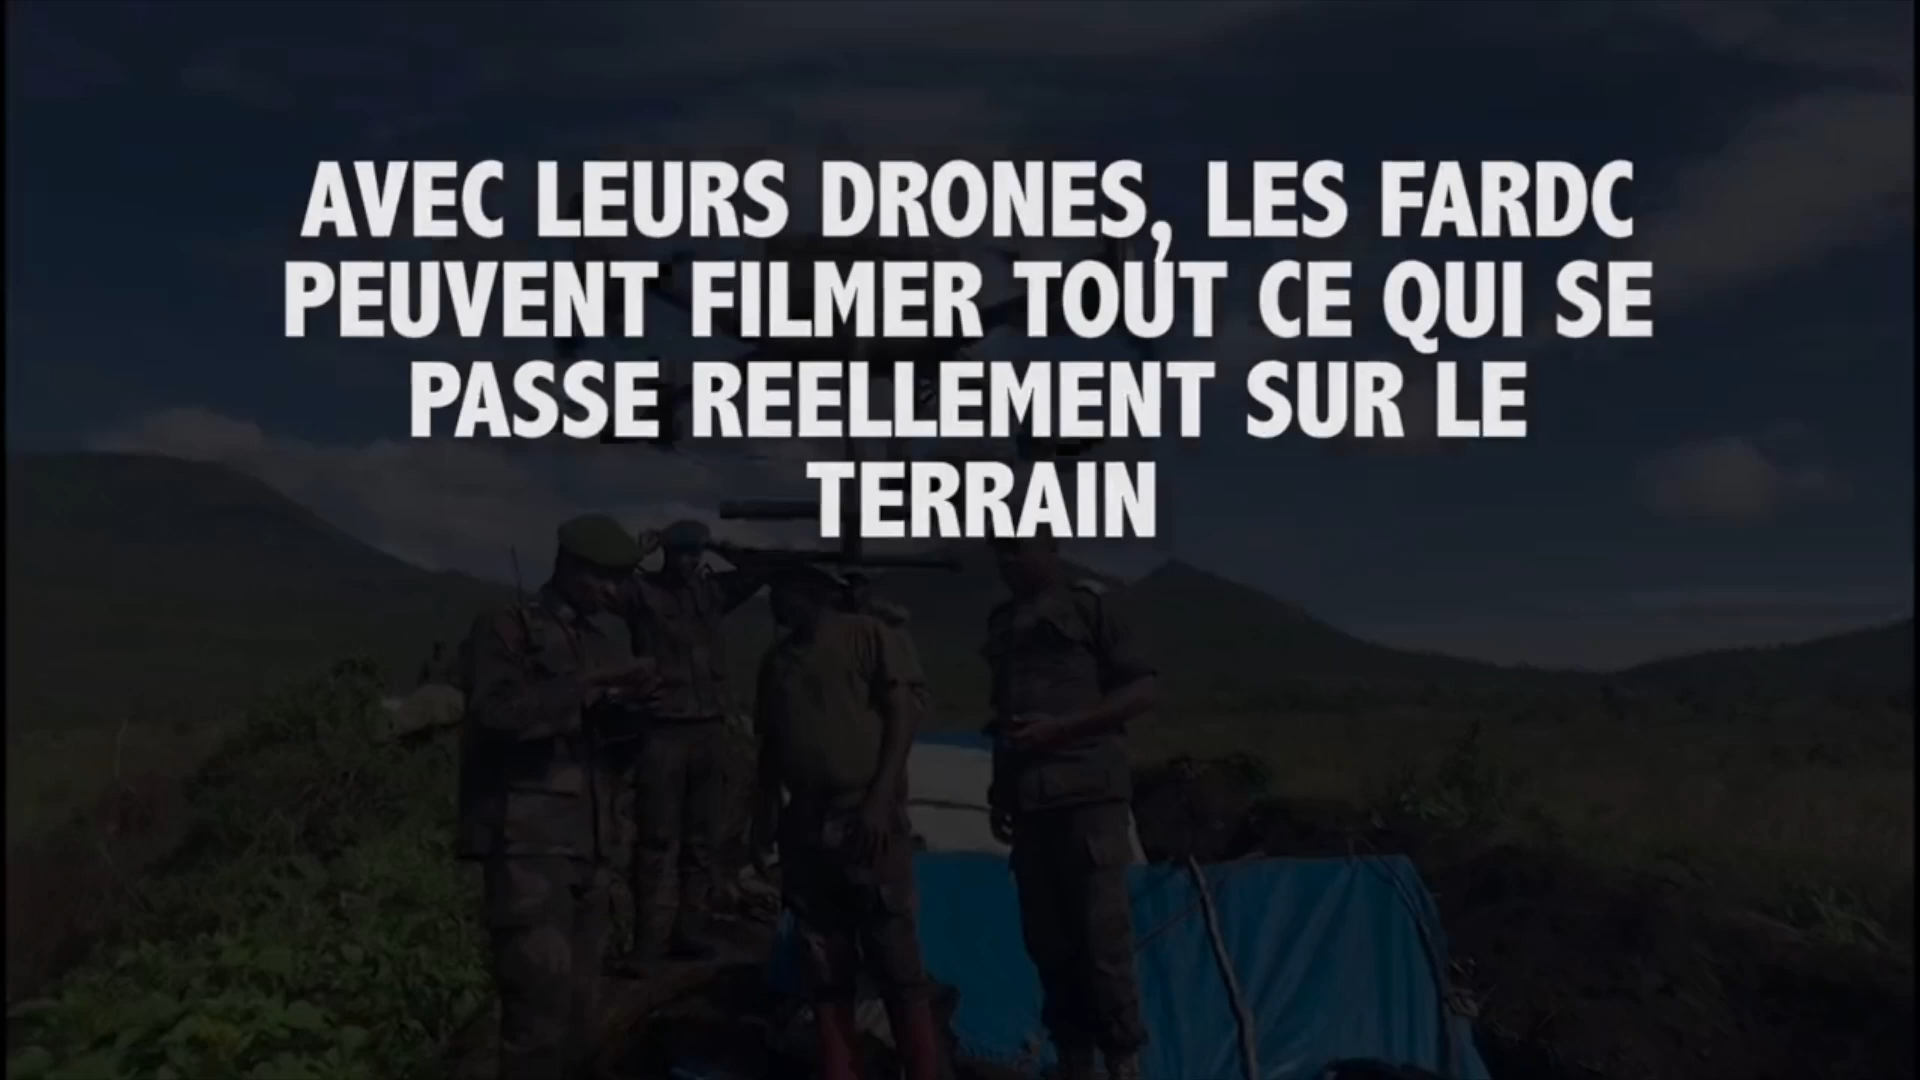 AVEC LEURS DRONES, LES FARDC
PEUVENT FILMER TOUT CE QUI SE
PASSE REELLEMENT SUR LE
TERRAIN